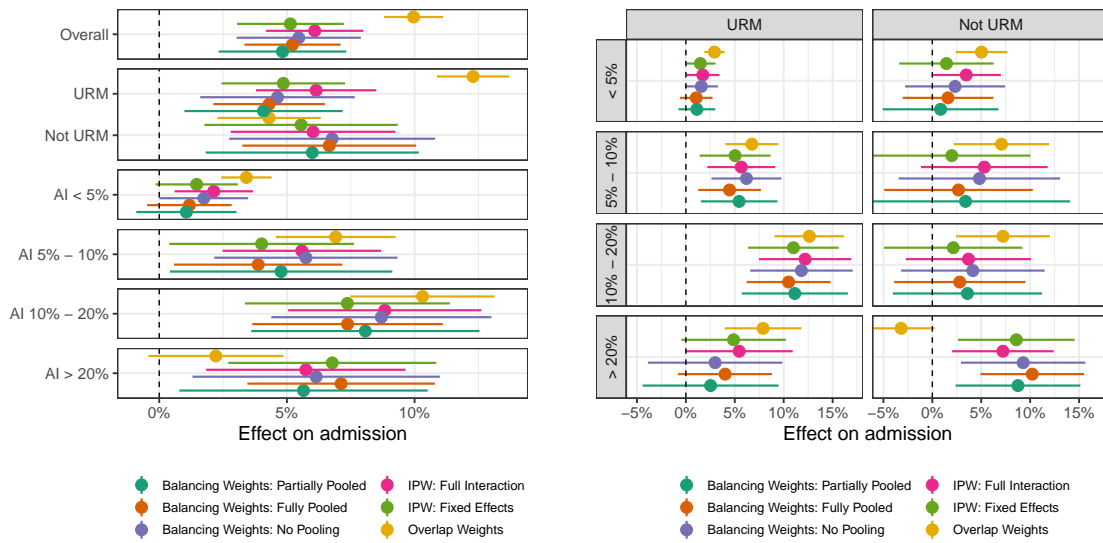 Overall
URM
Not URM
AI < 5%
AI 5% − 10%
AI 10% − 20%
AI > 20%
0% 5% 10%
Effect on admission
Balancing Weights: Partially Pooled IPW: Full Interaction
Balancing Weights: Fully Pooled IPW: Fixed Effects
Balancing Weights: No Pooling Overlap Weights
URM Not URM
< 5%
5% − 10%
10% − 20%
> 20%
−5% 0% 5% 10% 15% −5% 0% 5% 10% 15%
Effect on admission
Balancing Weights: Partially Pooled IPW: Full Interaction
Balancing Weights: Fully Pooled IPW: Fixed Effects
Balancing Weights: No Pooling Overlap Weights